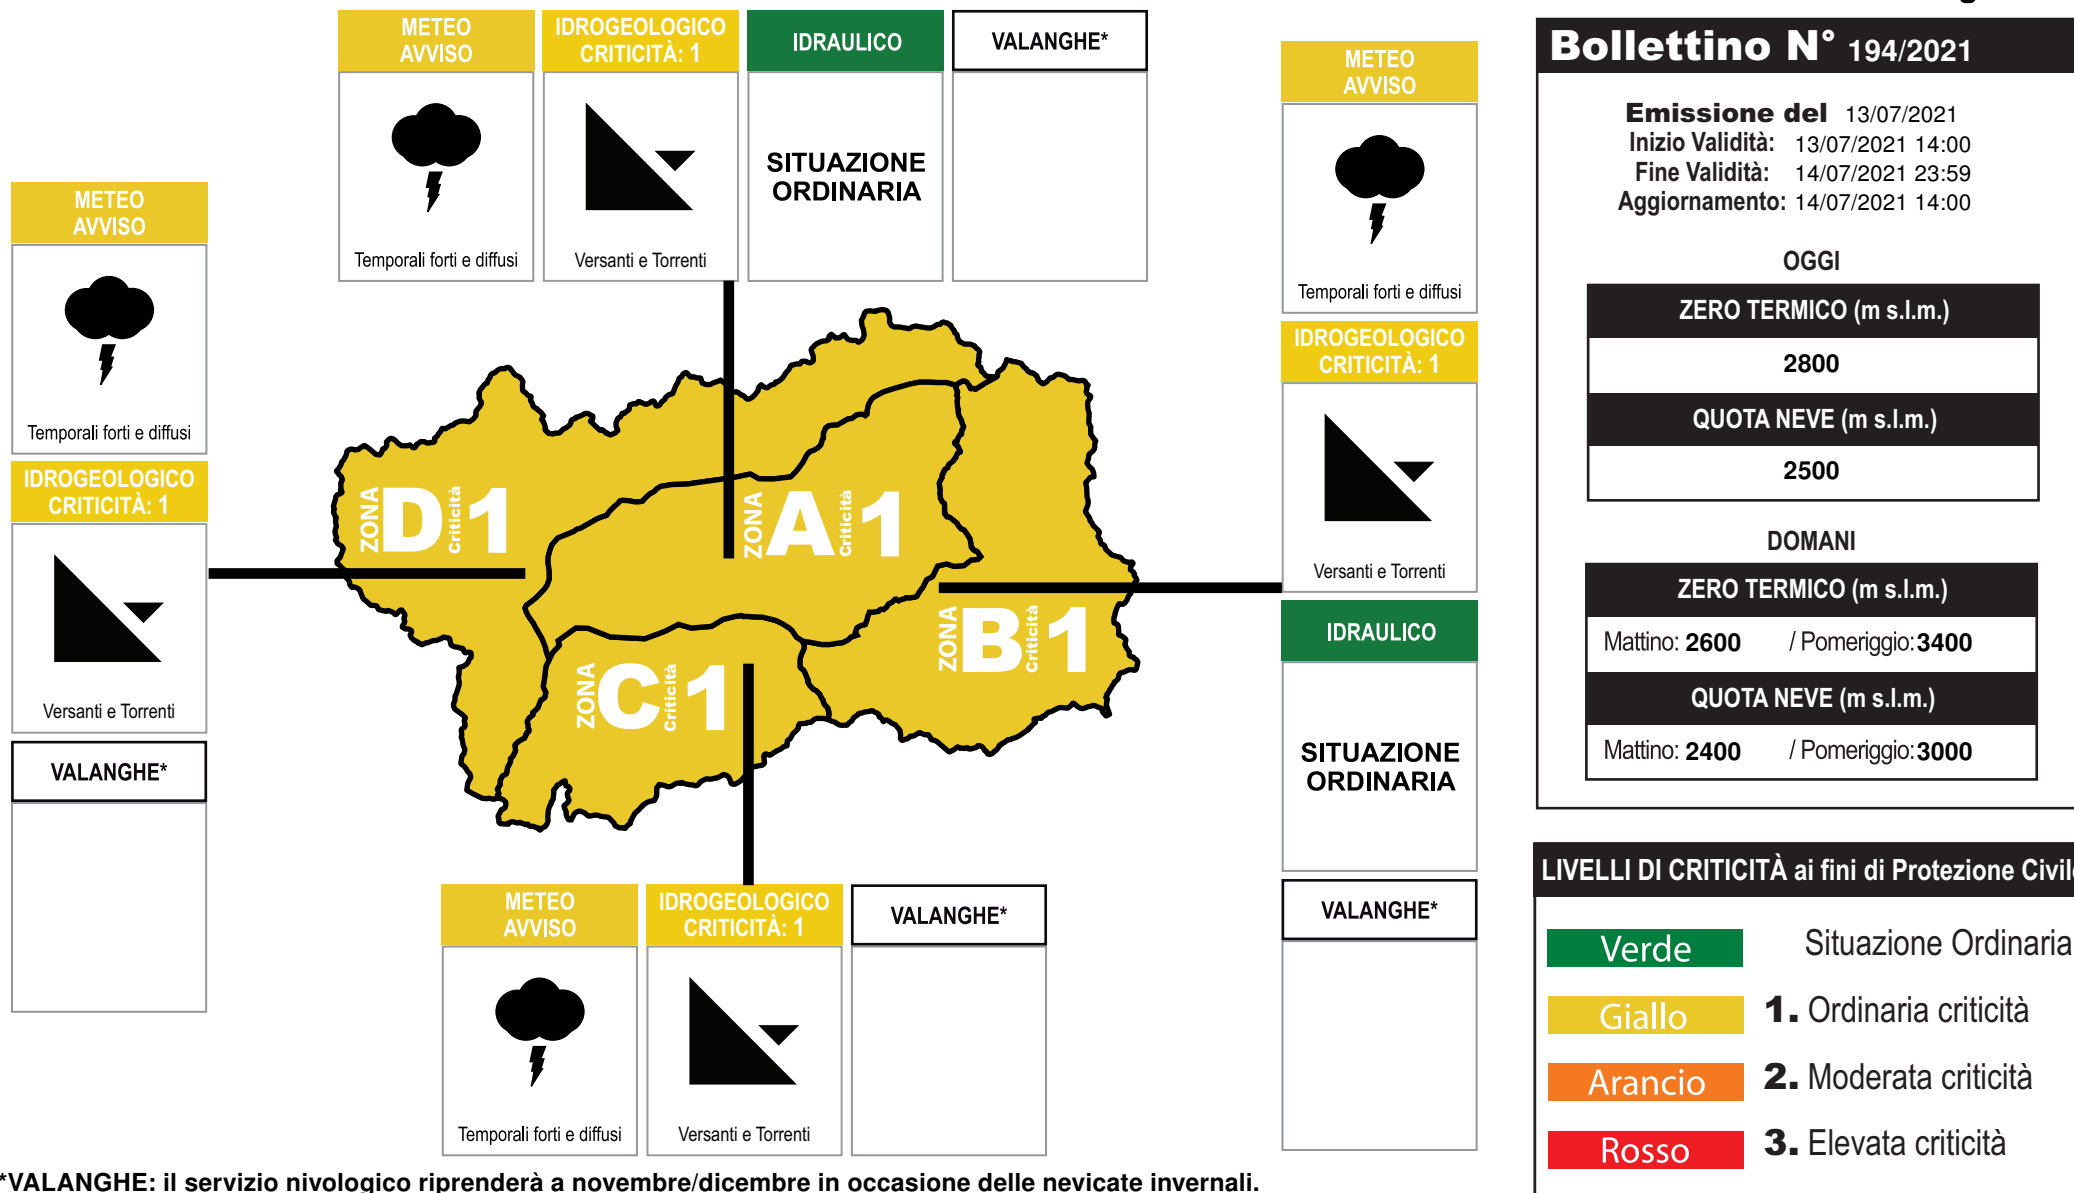 METEO
AVVISO
Temporali forti e diffusi
IDROGEOLOGICO
CRITICITÀ: 1
Versanti e Torrenti
IDRAULICO
SITUAZIONE
ORDINARIA
VALANGHE*
METEO
AVVISO
Temporali forti e diffusi
IDROGEOLOGICO
CRITICITÀ: 1
Versanti e Torrenti
VALANGHE*
ZONA D Criticità 1
ZONA A Criticità 1
ZONA B Criticità 1
ZONA C Criticità 1
METEO
AVVISO
Temporali forti e diffusi
IDROGEOLOGICO
CRITICITÀ: 1
Versanti e Torrenti
IDRAULICO
SITUAZIONE
ORDINARIA
VALANGHE*
METEO
AVVISO
Temporali forti e diffusi
IDROGEOLOGICO
CRITICITÀ: 1
Versanti e Torrenti
VALANGHE*
*VALANGHE: il servizio nivologico riprenderà a novembre/dicembre in occasione delle nevicate invernali.
Bollettino N° 194/2021
Emissione del 13/07/2021
Inizio Validità: 13/07/2021 14:00
Fine Validità: 14/07/2021 23:59
Aggiornamento: 14/07/2021 14:00
OGGI
ZERO TERMICO (m s.l.m.)
2800
QUOTA NEVE (m s.l.m.)
2500
DOMANI
ZERO TERMICO (m s.l.m.)
Mattino: 2600 / Pomeriggio: 3400
QUOTA NEVE (m s.l.m.)
Mattino: 2400 / Pomeriggio: 3000
LIVELLI DI CRITICITÀ ai fini di Protezione Civile
Verde Situazione Ordinaria
Giallo 1. Ordinaria criticità
Arancio 2. Moderata criticità
Rosso 3. Elevata criticità